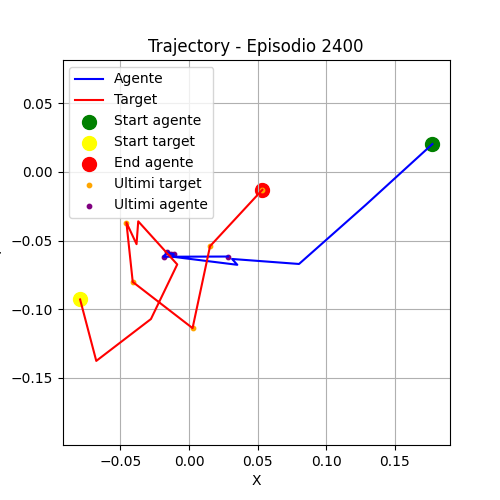 Trajectory - Episodio 2400
Agente
Target
Start agente
Start target
End agente
Ultimi target
Ultimi agente
0.05
0.00
−0.05
−0.10
−0.15
−0.05
0.00
0.05
0.10
0.15
X